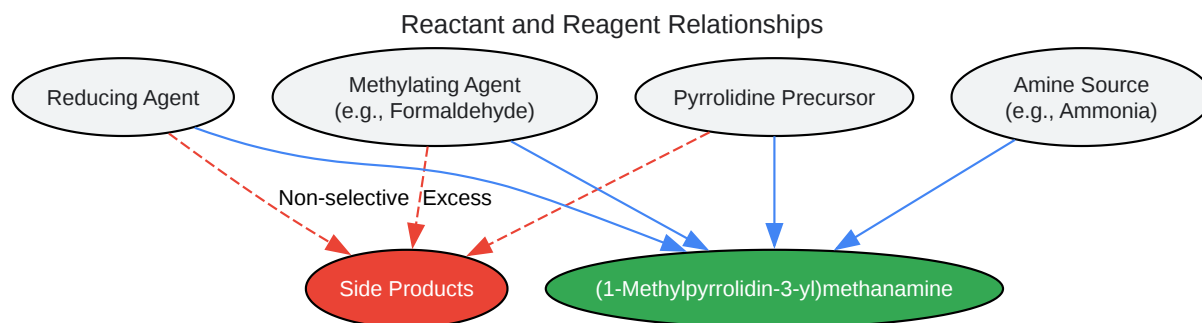 Reactant and Reagent Relationships
Reducing Agent
Methylating Agent
(e.g., Formaldehyde)
Pyrrolidine Precursor
Amine Source
(e.g., Ammonia)
Non-selective
Excess
Side Products
(1-Methylpyrrolidin-3-yl)methanamine